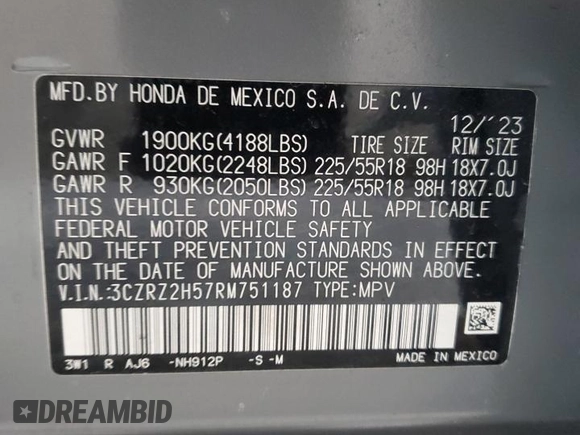 MFD.BY HONDA DE MEXICO S.A. DE C.V.
12/'23
GVWR 1900KG(4188LBS) TIRE SIZE RIM SIZE
GAWR F 1020KG(2248LBS) 225/55R18 98H 18X7.0J
GAWR R 930KG(2050LBS) 225/55R18 98H 18X7.0J
THIS VEHICLE CONFORMS TO ALL APPLICABLE
FEDERAL MOTOR VEHICLE SAFETY
AND THEFT PREVENTION STANDARDS IN EFFECT
ON THE DATE OF MANUFACTURE SHOWN ABOVE.
V.I.N.:3CZRZ2H57RM751187 TYPE:MPV
3W1 R AJ6 -NH912P -S -M MADE IN MEXICO
DREAMBID